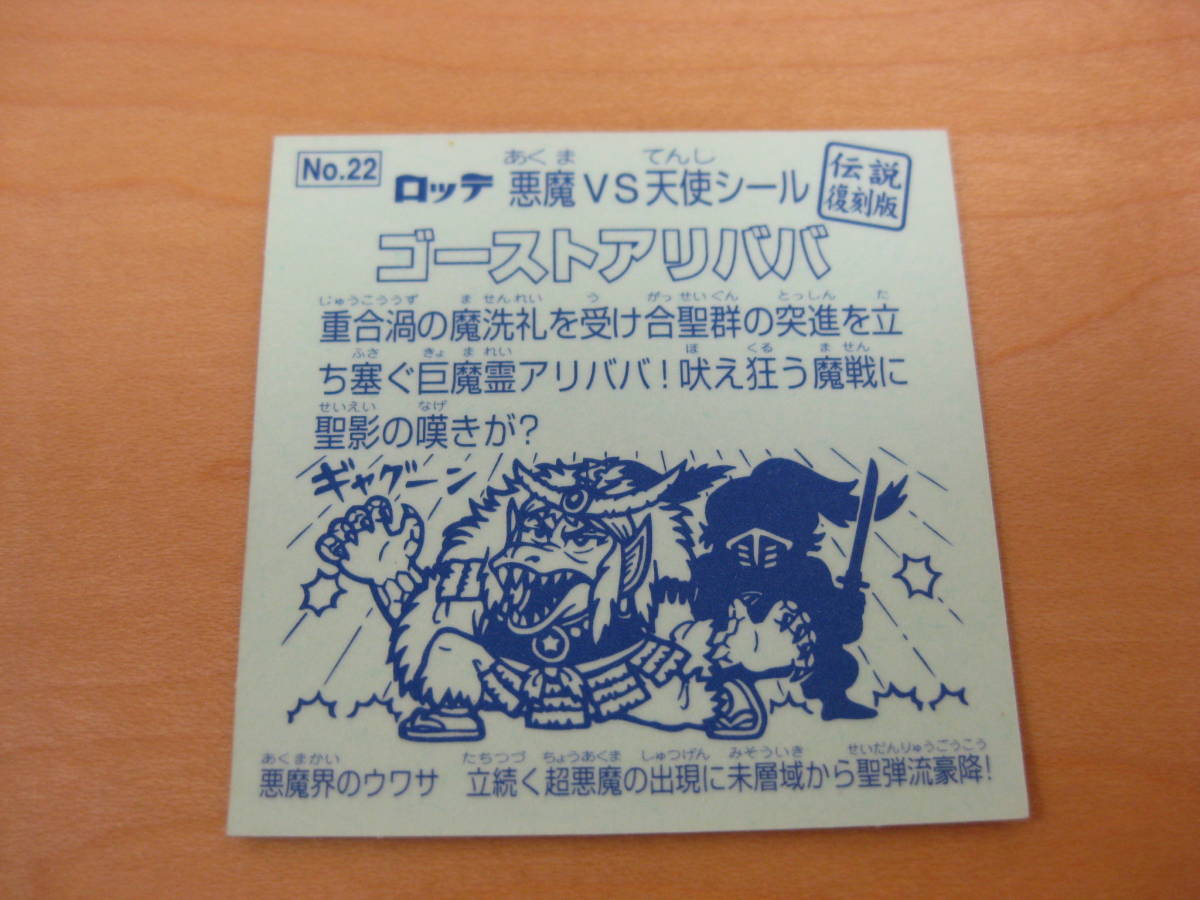 No.22
あくま てんし
ロッテ 悪魔VS天使シール
伝説
復刻版
ゴーストアリババ
じゅうこううず ま せんれい う がっせいぐん とっしん た
重合渦の魔洗礼を受け合聖群の突進を立
ふさ きょ ま れい ほ くる ま せん
ち塞ぐ巨魔霊アリババ!吠え狂う魔戦に
せいえい なげ
聖影の嘆きが?
ギャグーン
あくまかい たちつづ ちょうあくま しゅつげん みそういき せいだんりゅうごうこう
悪魔界のウワサ 立続く超悪魔の出現に未層域から聖弾流豪降!